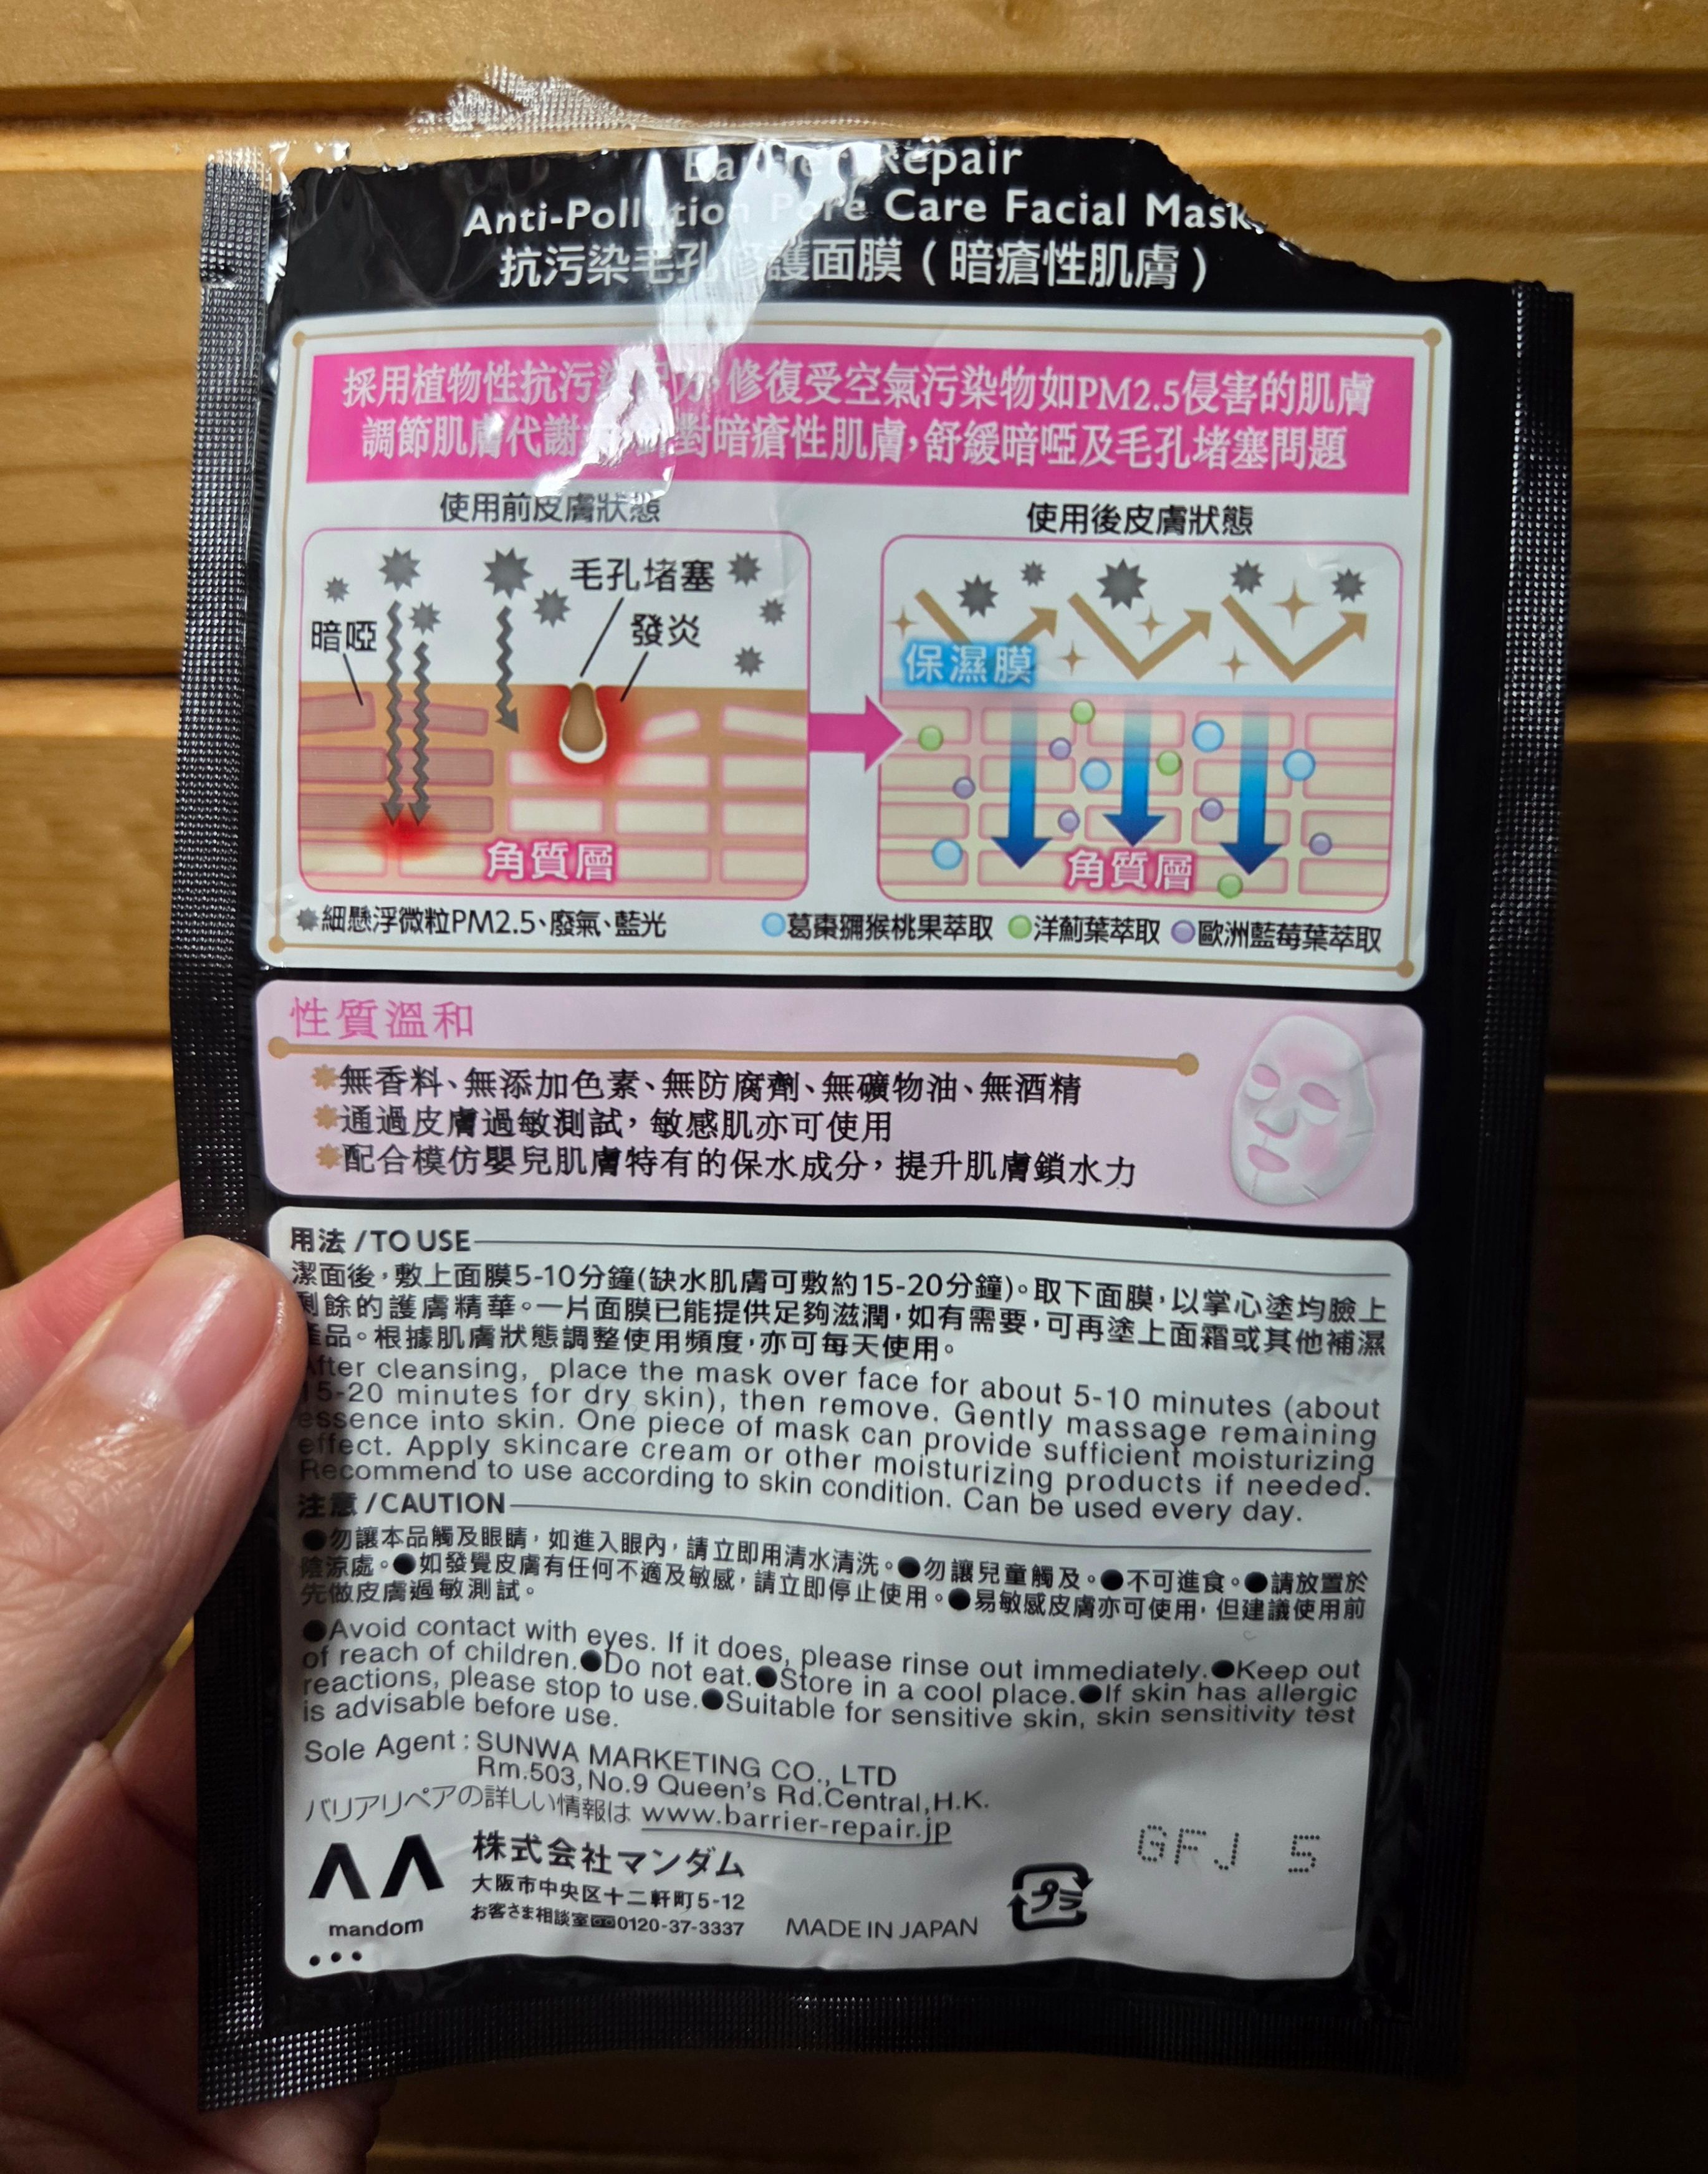 Barrier Repair
Anti-Pollution Pore Care Facial Mask
抗污染毛孔修護面膜（暗瘡性肌膚）
採用植物性抗污染配方，修復受空氣污染物如PM2.5侵害的肌膚
調節肌膚代謝 對暗瘡性肌膚，舒緩暗啞及毛孔堵塞問題
使用前皮膚狀態
使用後皮膚狀態
毛孔堵塞
暗啞
發炎
保濕膜
角質層
角質層
細懸浮微粒PM2.5、廢氣、藍光
葛棗獼猴桃果萃取 洋薊葉萃取 歐洲藍莓葉萃取
性質溫和
無香料、無添加色素、無防腐劑、無礦物油、無酒精
通過皮膚過敏測試，敏感肌亦可使用
配合模仿嬰兒肌膚特有的保水成分，提升肌膚鎖水力
用法 /TO USE
潔面後，敷上面膜5-10分鐘(缺水肌膚可敷約15-20分鐘)。取下面膜，以掌心塗均臉上
剩餘的護膚精華。一片面膜已能提供足夠滋潤，如有需要，可再塗上面霜或其他補濕
產品。根據肌膚狀態調整使用頻度，亦可每天使用。
After cleansing, place the mask over face for about 5-10 minutes (about
15-20 minutes for dry skin), then remove. Gently massage remaining
essence into skin. One piece of mask can provide sufficient moisturizing
effect. Apply skincare cream or other moisturizing products if needed.
Recommend to use according to skin condition. Can be used every day.
注意 /CAUTION
●勿讓本品觸及眼睛，如進入眼內，請立即用清水清洗。●勿讓兒童觸及。●不可進食。●請放置於
陰涼處。●如發覺皮膚有任何不適及敏感，請立即停止使用。●易敏感皮膚亦可使用，但建議使用前
先做皮膚過敏測試。
●Avoid contact with eyes. If it does, please rinse out immediately.●Keep out
of reach of children.●Do not eat.●Store in a cool place.●If skin has allergic
reactions, please stop to use.●Suitable for sensitive skin, skin sensitivity test
is advisable before use.
Sole Agent : SUNWA MARKETING CO., LTD
Rm.503, No.9 Queen's Rd.Central, H.K.
バリアリペアの詳しい情報は www.barrier-repair.jp
株式会社マンダム
大阪市中央区十二軒町5-12
お客さま相談室 0120-37-3337
mandom
MADE IN JAPAN
プラ
GFJ 5